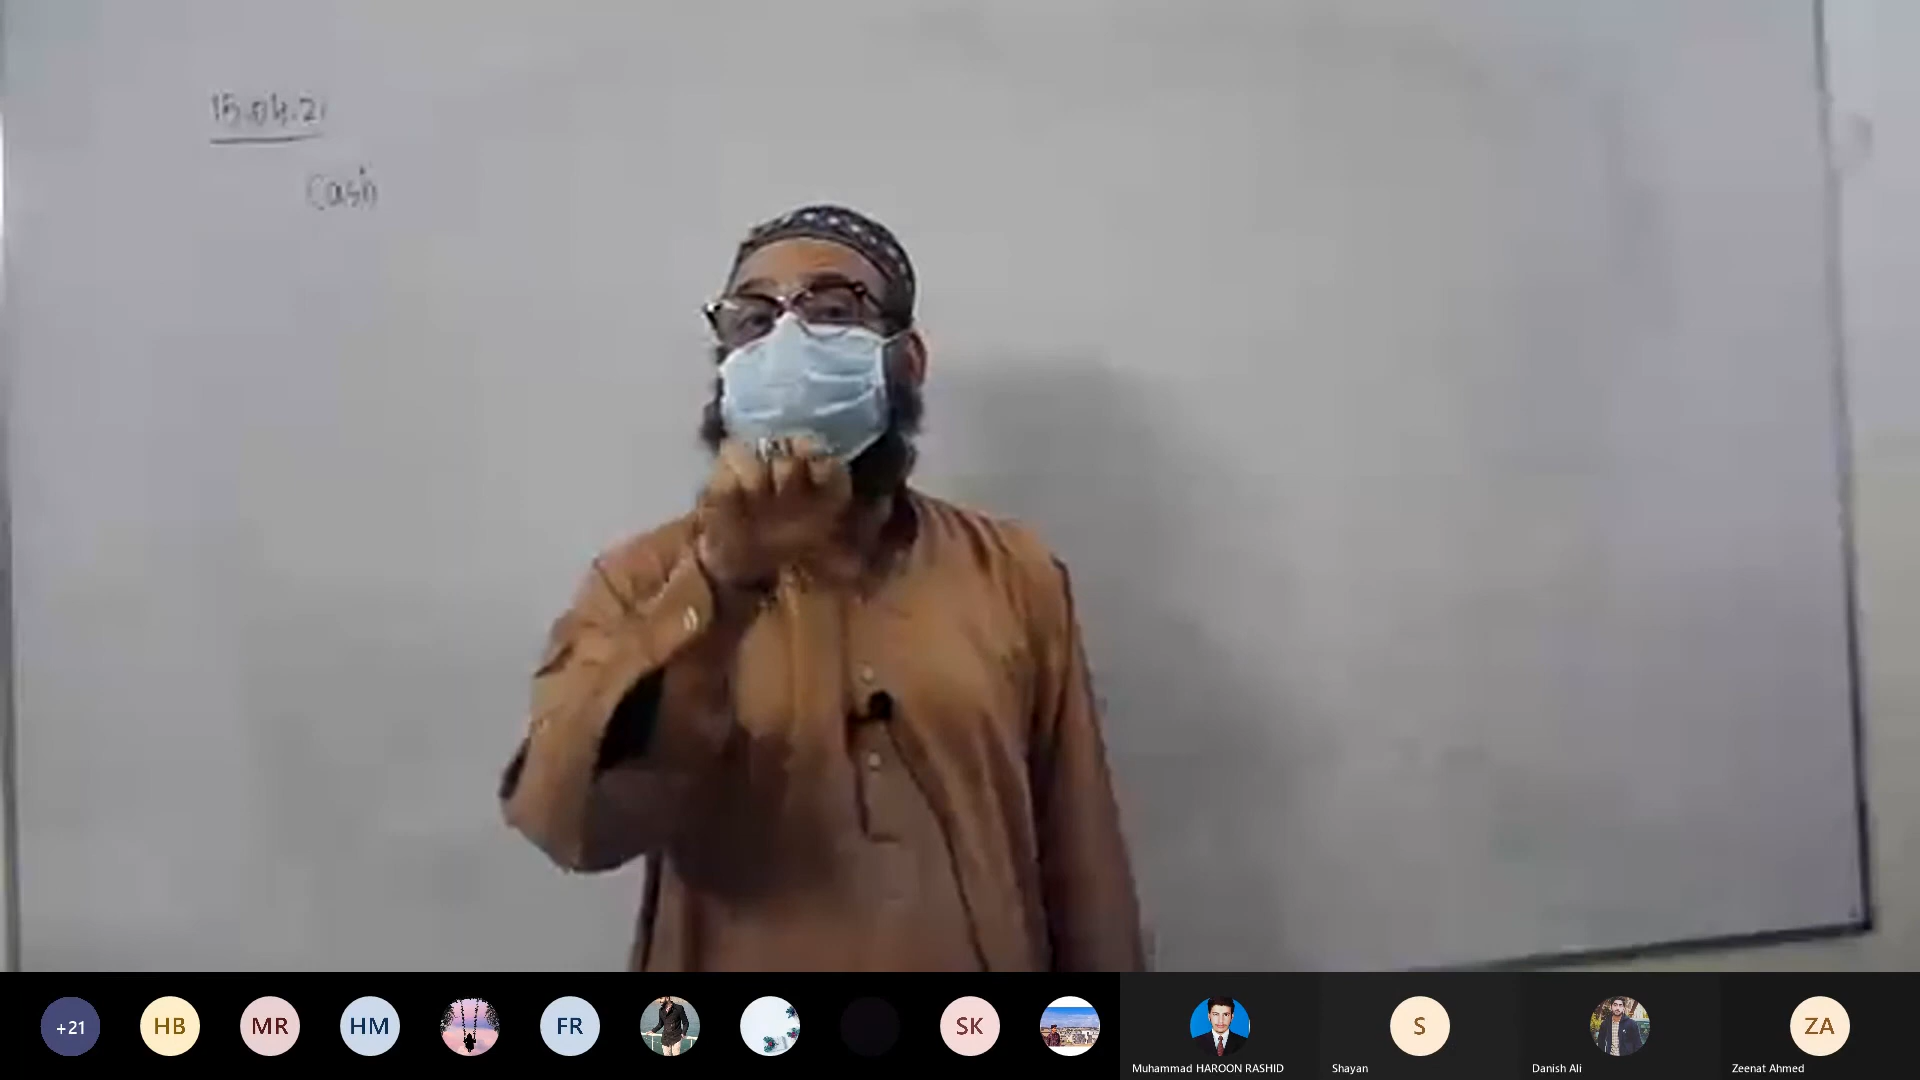 15.04.21
Cash
+21
HB
MR
HM
FR
SK
S
ZA
Muhammad HAROON RASHID
Shayan
Danish Ali
Zeenat Ahmed